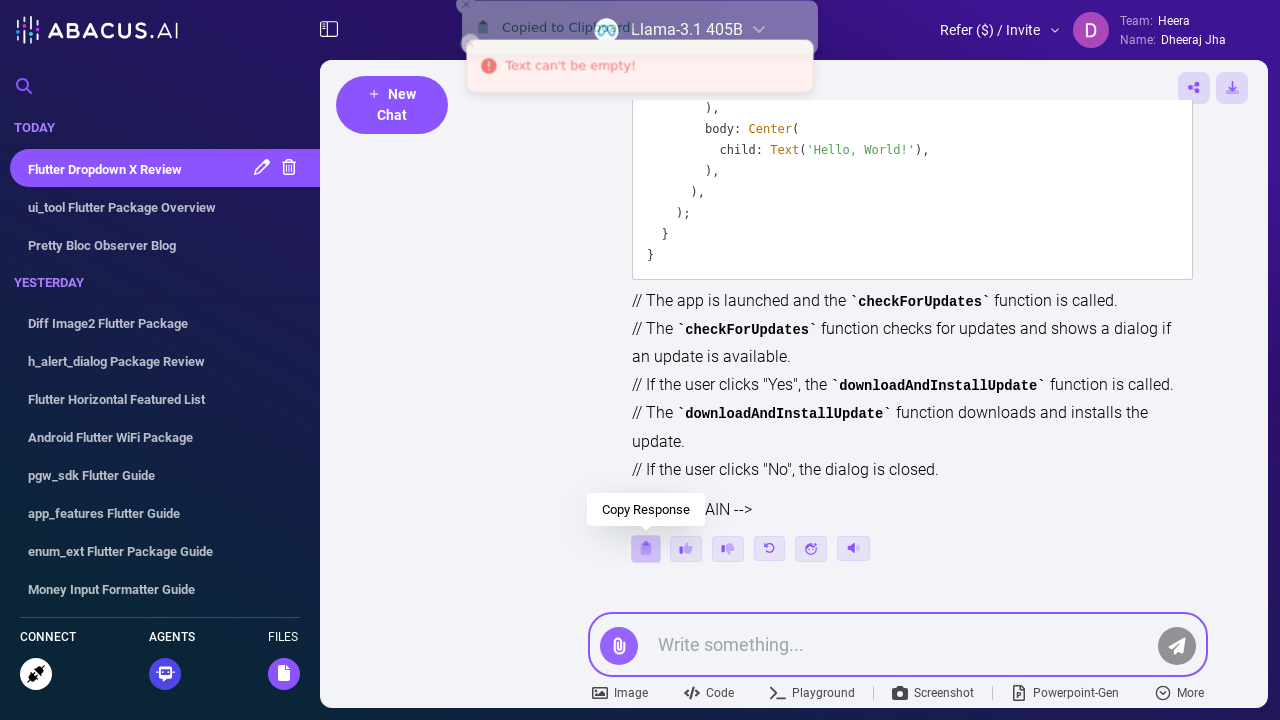 ABACUS.AI
Copied to Clipboard
Llama-3.1 405B
Refer ($) / Invite
Team: Heera
Name: Dheeraj Jha
D
Text can't be empty!
TODAY
Flutter Dropdown X Review
ui_tool Flutter Package Overview
Pretty Bloc Observer Blog
YESTERDAY
Diff Image2 Flutter Package
h_alert_dialog Package Review
Flutter Horizontal Featured List
Android Flutter WiFi Package
pgw_sdk Flutter Guide
app_features Flutter Guide
enum_ext Flutter Package Guide
Money Input Formatter Guide
CONNECT
AGENTS
FILES
+ New
Chat
),
body: Center(
child: Text('Hello, World!'),
),
),
);
}
}
// The app is launched and the `checkForUpdates` function is called.
// The `checkForUpdates` function checks for updates and shows a dialog if
an update is available.
// If the user clicks "Yes", the `downloadAndInstallUpdate` function is called.
// The `downloadAndInstallUpdate` function downloads and installs the
update.
// If the user clicks "No", the dialog is closed.
AIN -->
Copy Response
Write something...
Image
Code
Playground
Screenshot
Powerpoint-Gen
More